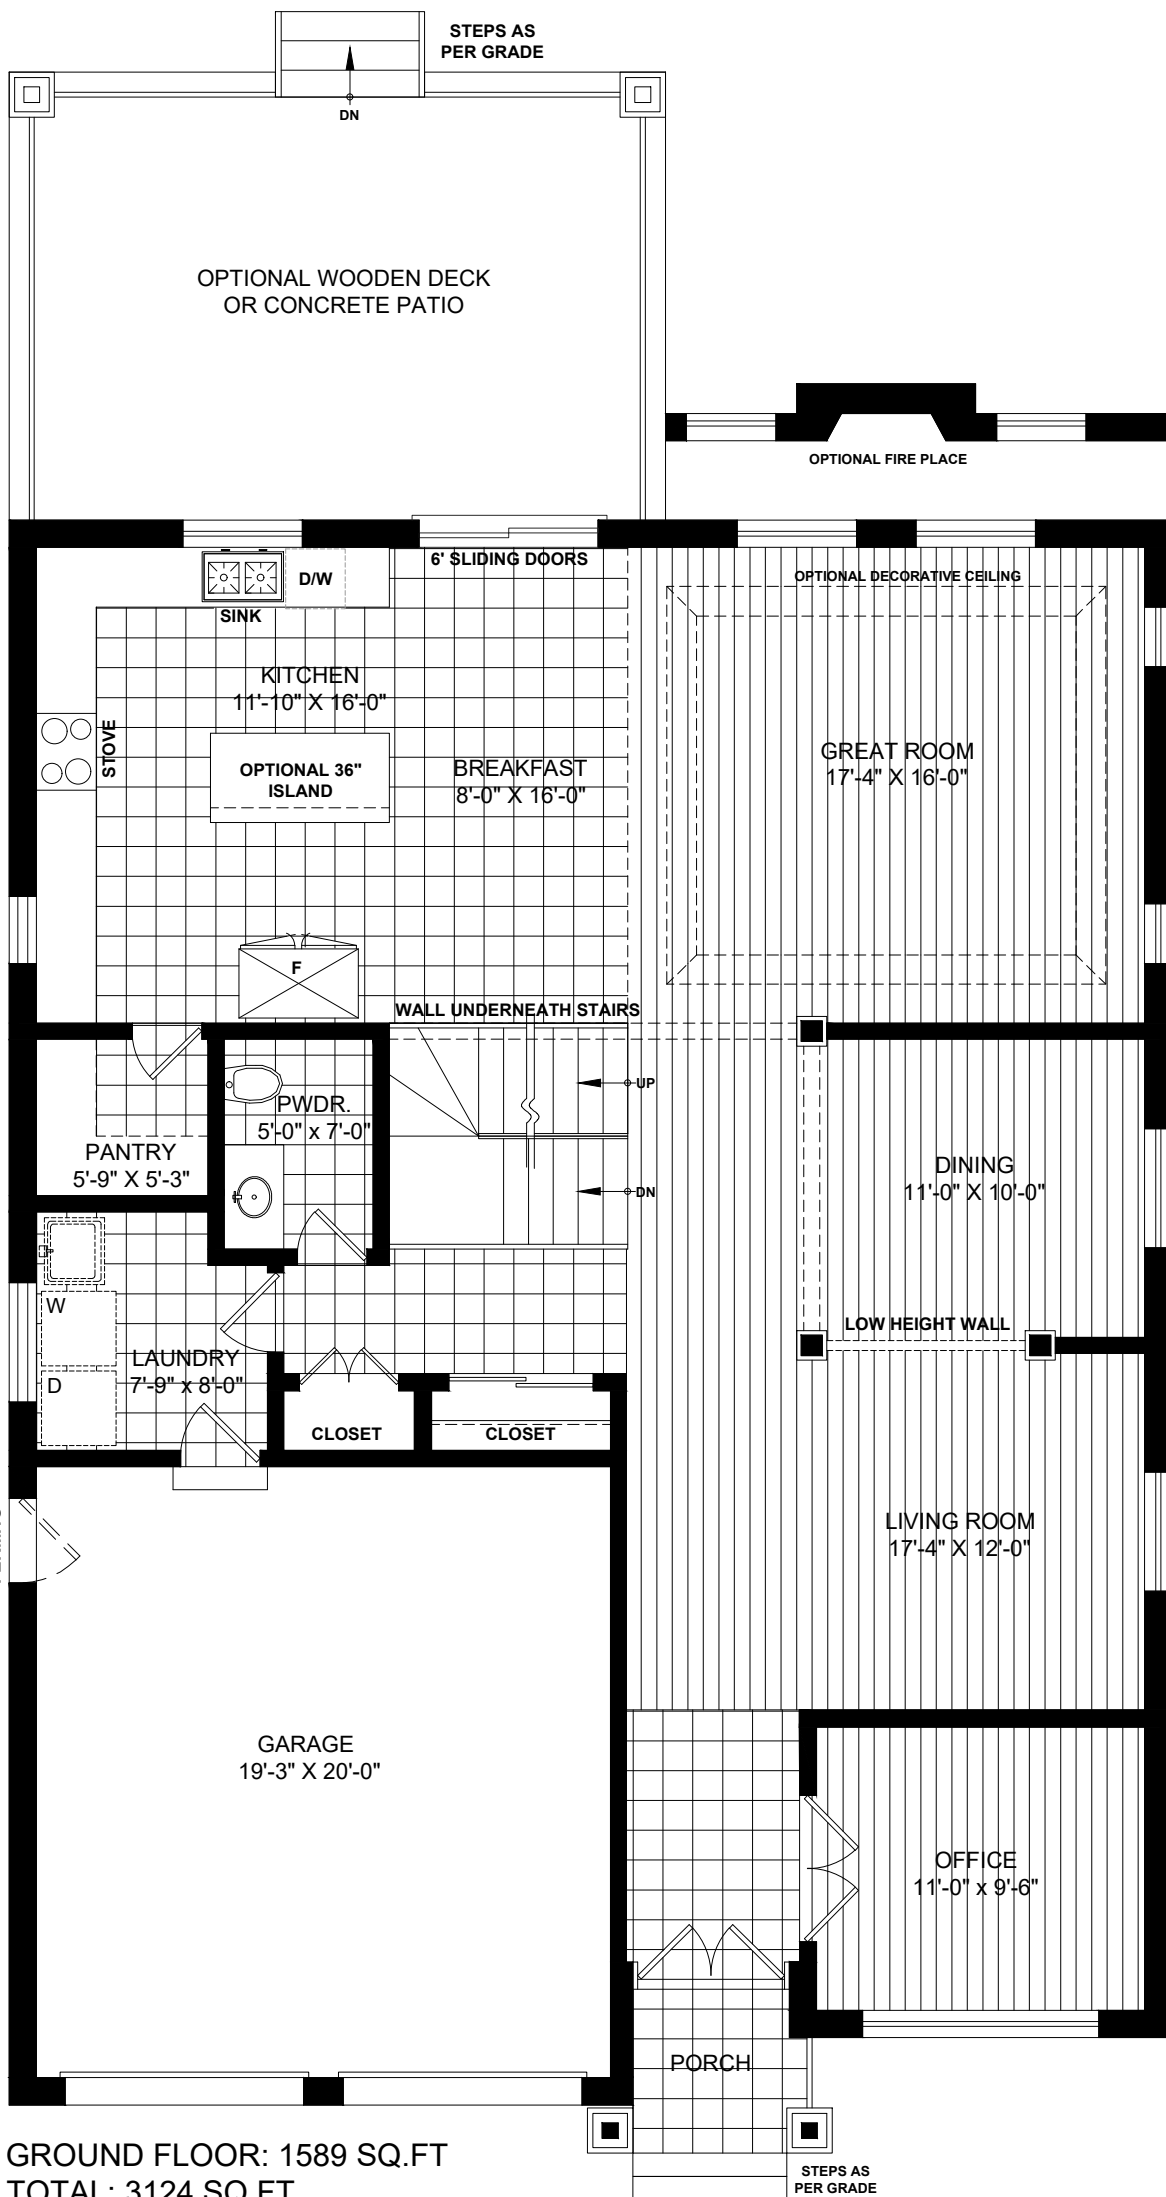 STEPS AS
PER GRADE
DN
OPTIONAL WOODEN DECK
OR CONCRETE PATIO
OPTIONAL FIRE PLACE
6' SLIDING DOORS
D/W
SINK
OPTIONAL DECORATIVE CEILING
KITCHEN
11'-10" X 16'-0"
STOVE
OPTIONAL 36"
ISLAND
BREAKFAST
8'-0" X 16'-0"
GREAT ROOM
17'-4" X 16'-0"
F
WALL UNDERNEATH STAIRS
UP
PWDR.
5'-0" x 7'-0"
PANTRY
5'-9" X 5'-3"
DN
DINING
11'-0" X 10'-0"
W
LOW HEIGHT WALL
LAUNDRY
7'-9" x 8'-0"
D
CLOSET
CLOSET
LIVING ROOM
17'-4" X 12'-0"
GARAGE
19'-3" X 20'-0"
OFFICE
11'-0" x 9'-6"
PORCH
GROUND FLOOR: 1589 SQ.FT
TOTAL: 3124 SQ.FT
STEPS AS
PER GRADE